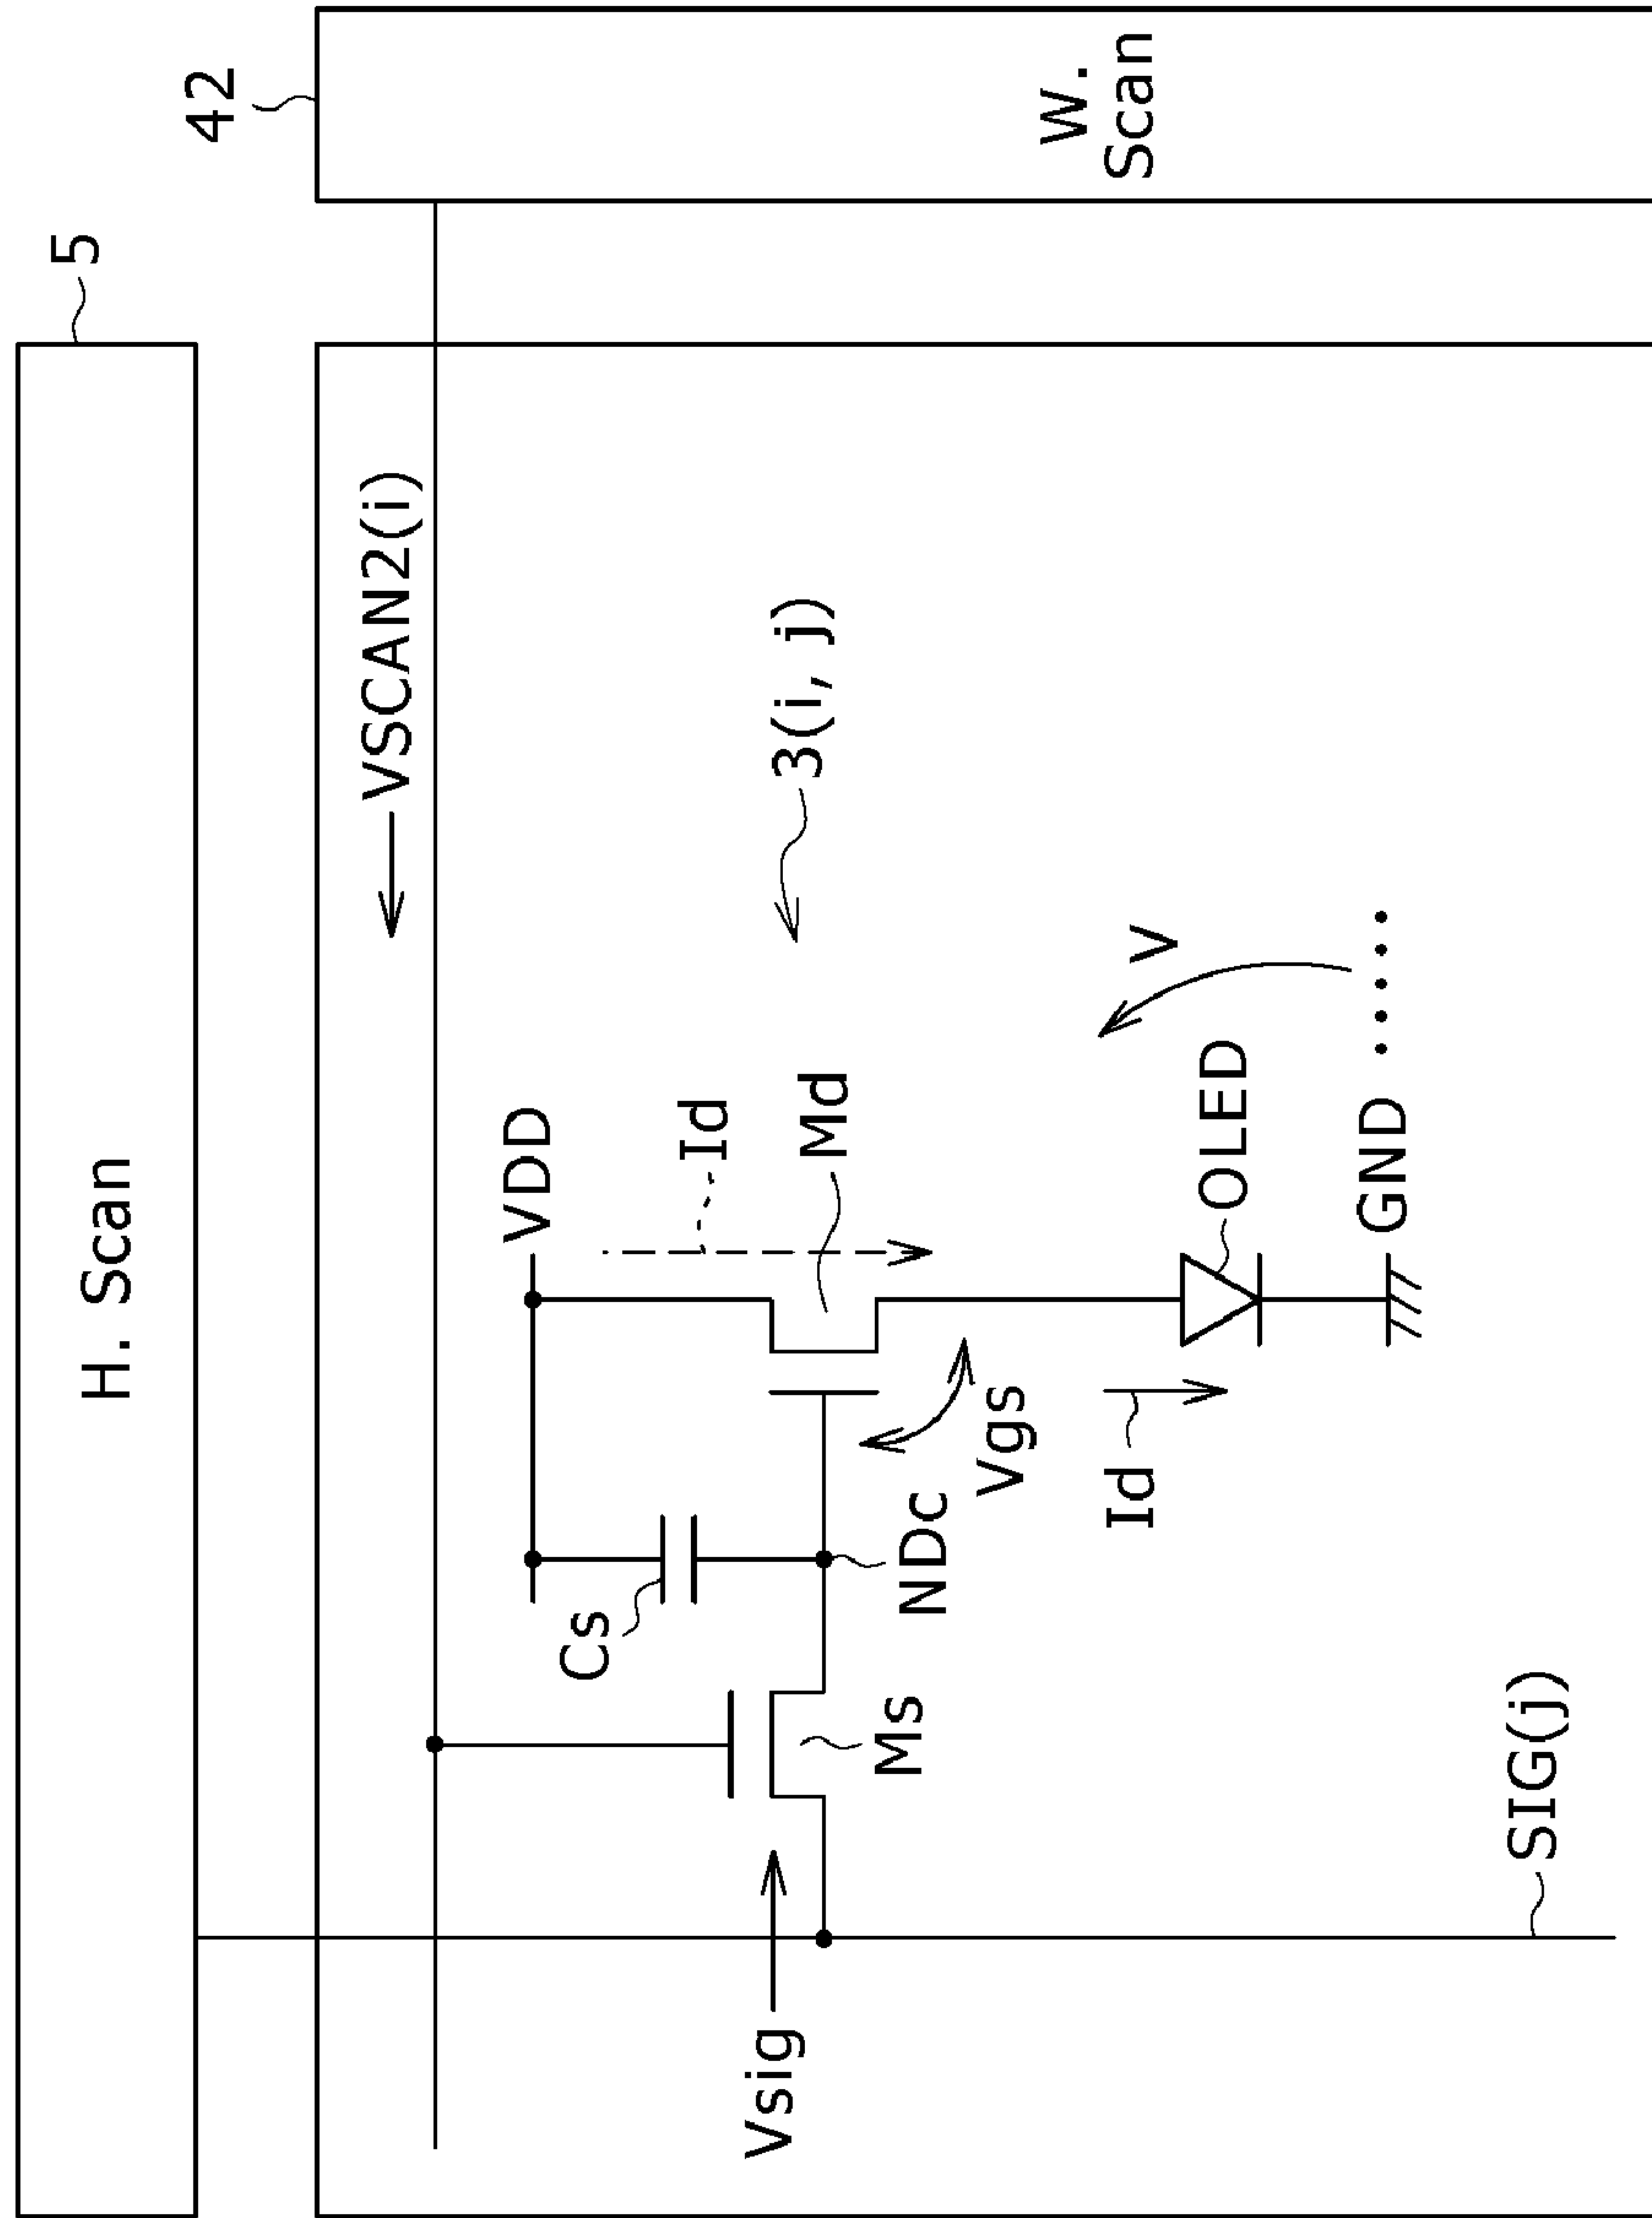 5
H. Scan
42
W.
Scan
VSCAN2(i)
VDD
Id
Cs
3(i, j)
Md
Vsig
Ms
NDc
Vgs
Id
V
OLED
GND
SIG(j)